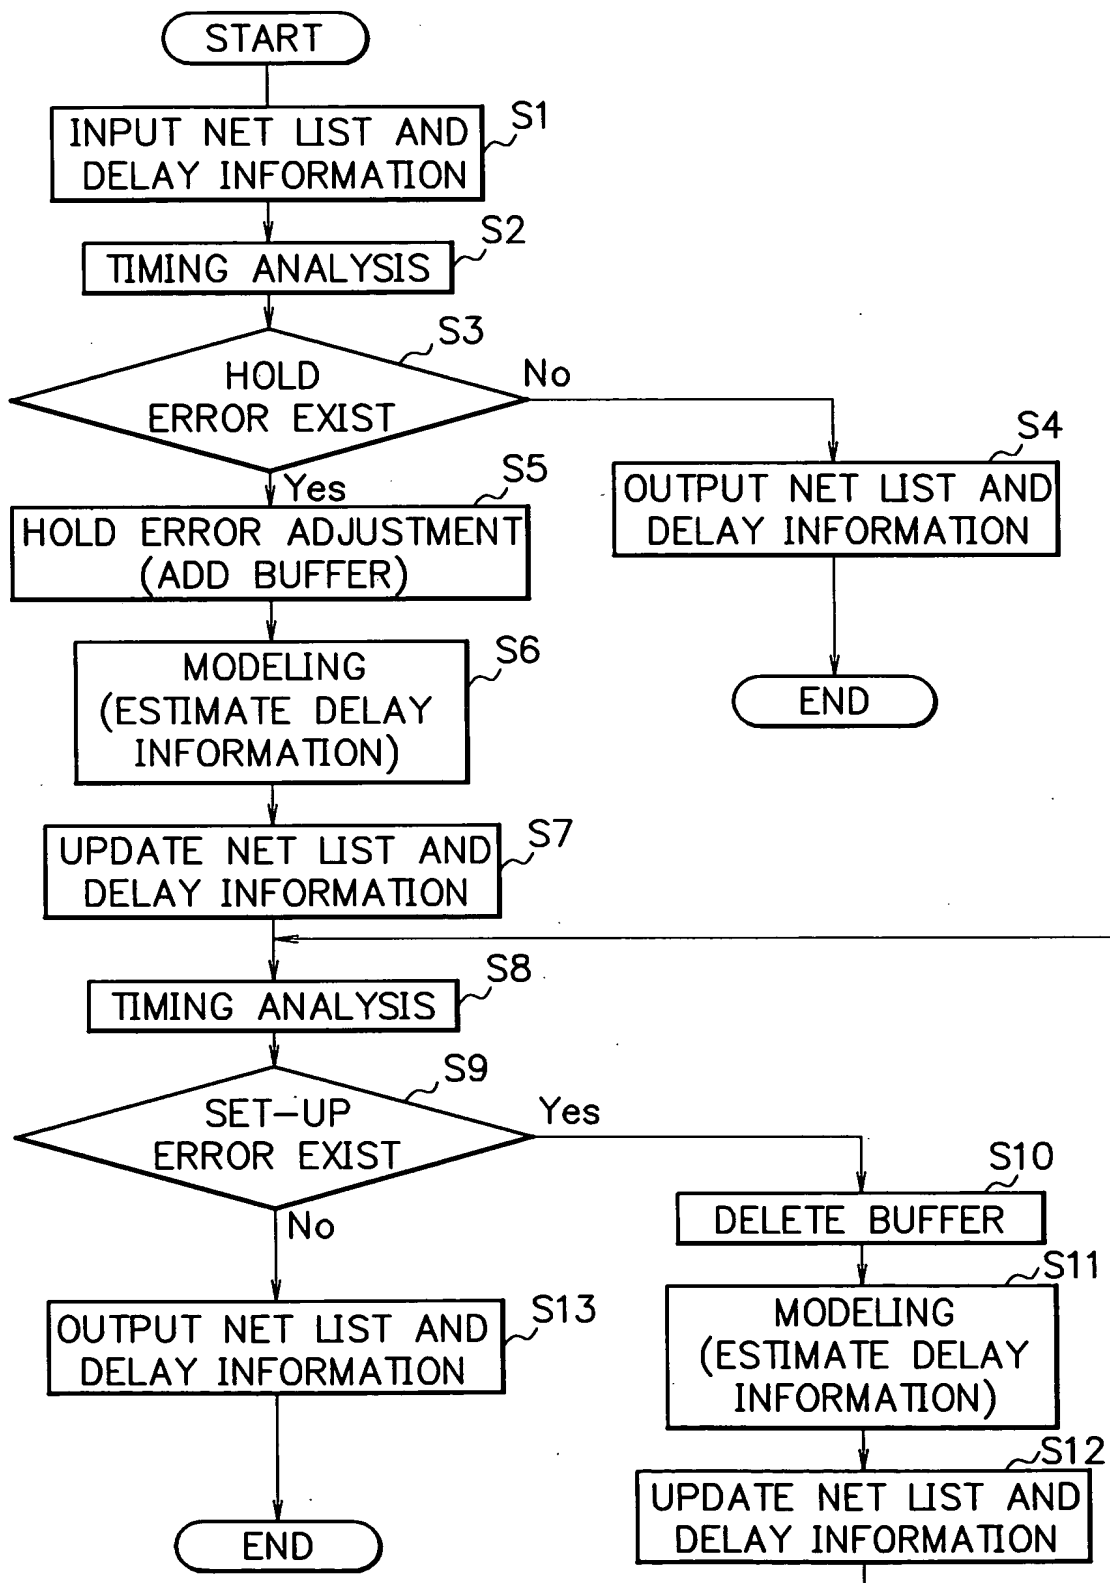 START
INPUT NET LIST AND
DELAY INFORMATION
S1
TIMING ANALYSIS
S2
HOLD
ERROR EXIST
S3
No
Yes
OUTPUT NET LIST AND
DELAY INFORMATION
S4
END
HOLD ERROR ADJUSTMENT
(ADD BUFFER)
S5
MODELING
(ESTIMATE DELAY
INFORMATION)
S6
UPDATE NET LIST AND
DELAY INFORMATION
S7
TIMING ANALYSIS
S8
SET-UP
ERROR EXIST
S9
Yes
No
DELETE BUFFER
S10
MODELING
(ESTIMATE DELAY
INFORMATION)
S11
UPDATE NET LIST AND
DELAY INFORMATION
S12
OUTPUT NET LIST AND
DELAY INFORMATION
S13
END